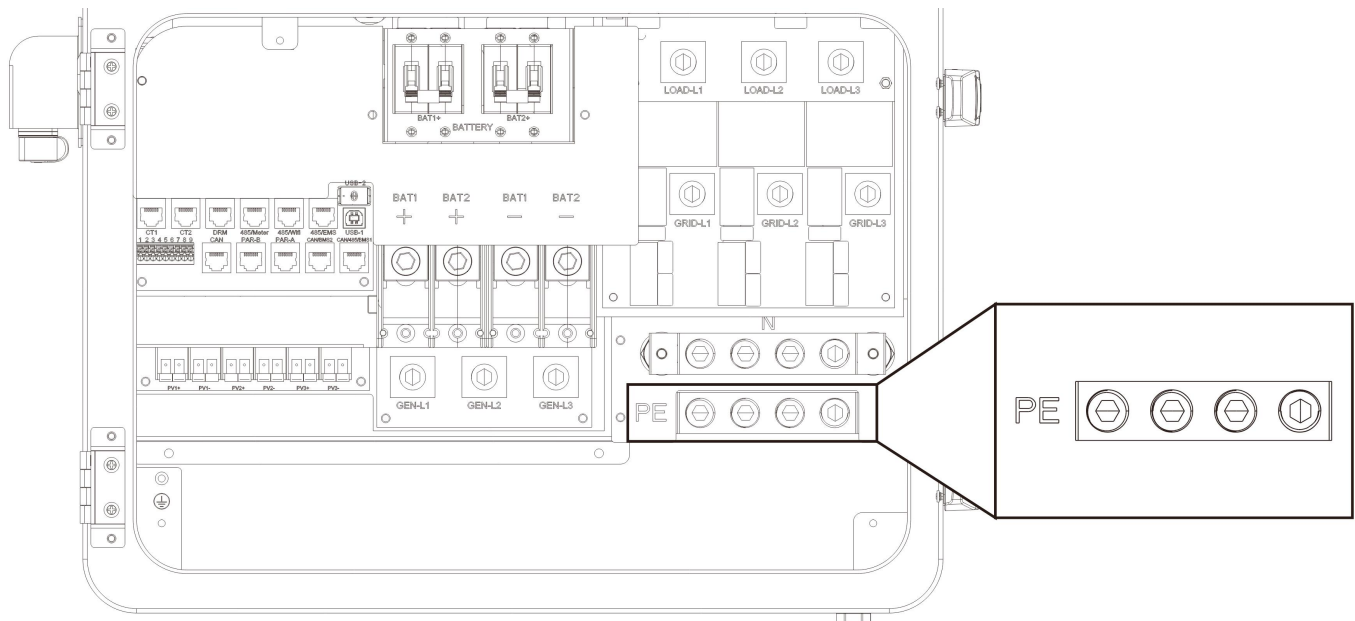 LOAD-L1 LOAD-L2 LOAD-L3
BAT1+ BAT2+
BATTERY
USB-2
BAT1 BAT2 BAT1 BAT2
+ + − −
GRID-L1 GRID-L2 GRID-L3
CT1 CT2 DRM 485/Meter 485/Wifi 485/EMS USB-1
1 2 3 4 5 6 7 8 9 CAN PAR-B PAR-A CAN/EMS2 CAN/485/EMS1
N
PV1+ PV1- PV2+ PV2- PV3+ PV3-
GEN-L1 GEN-L2 GEN-L3
PE
PE